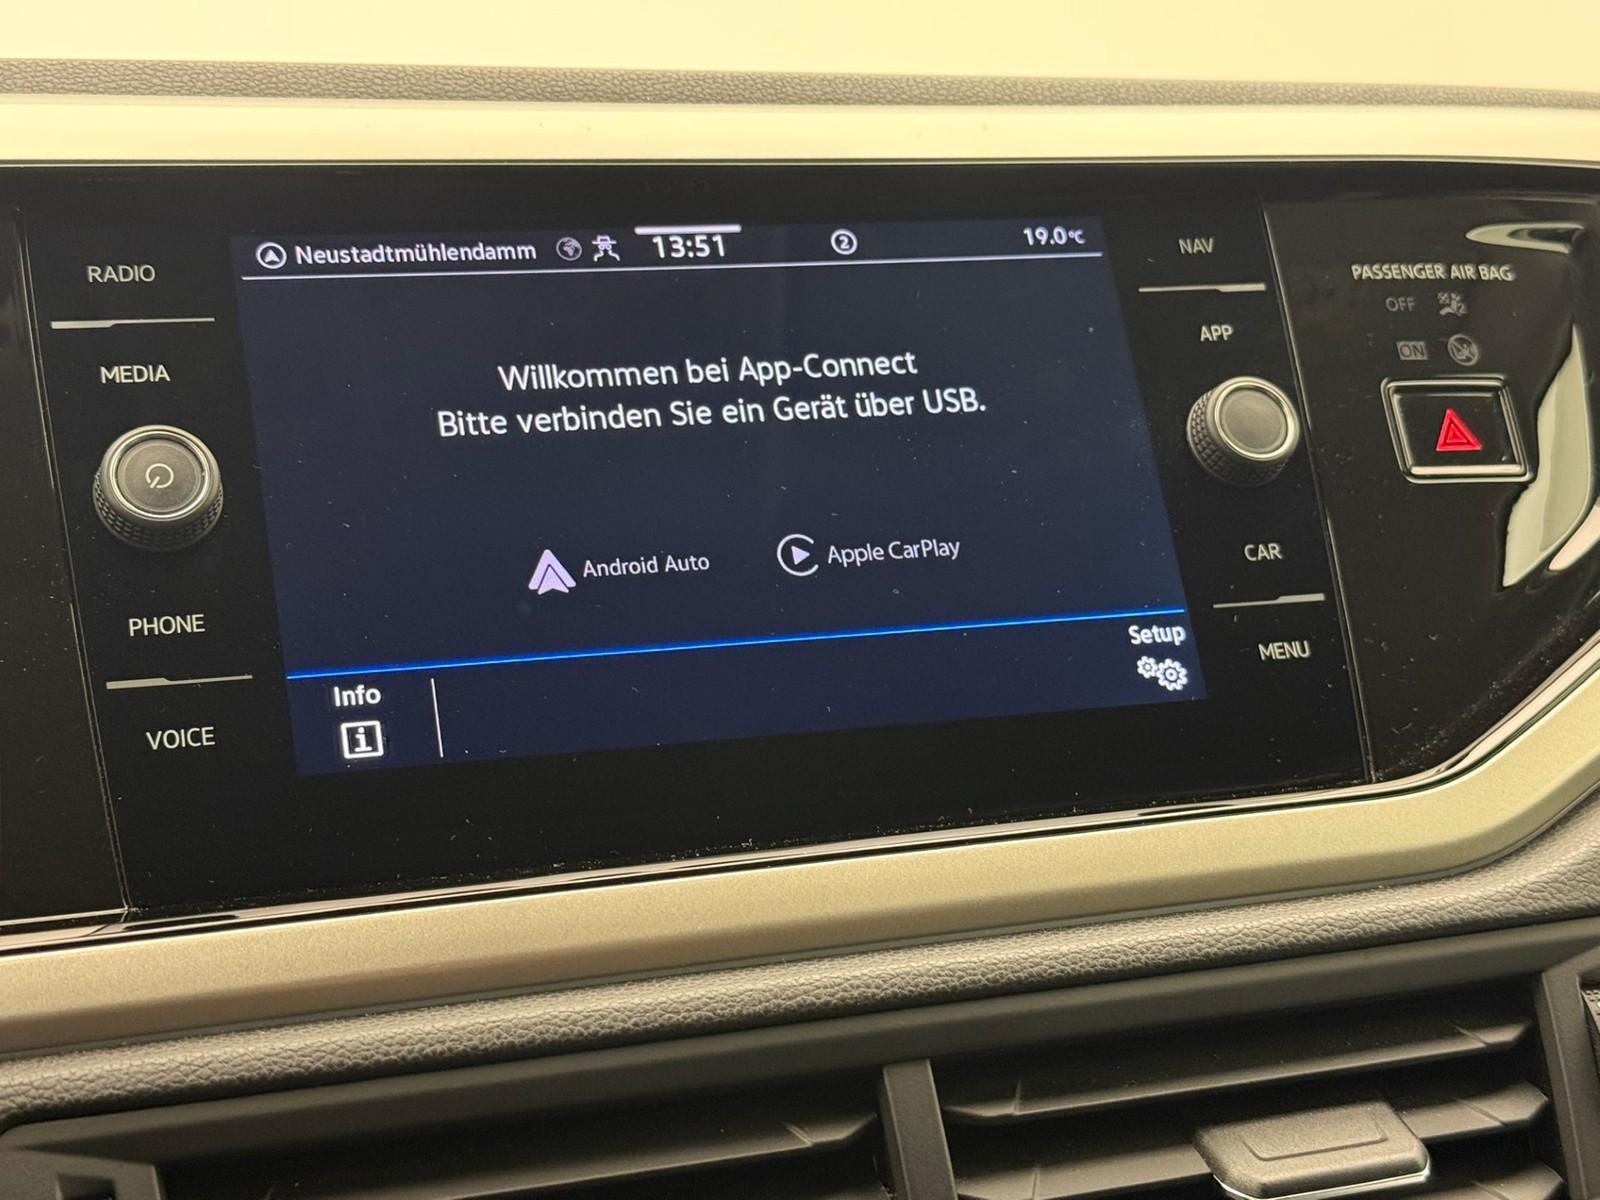 RADIO
MEDIA
PHONE
VOICE
Neustadtmühlendamm 13:51 2 19.0°C
Willkommen bei App-Connect
Bitte verbinden Sie ein Gerät über USB.
Android Auto
Apple CarPlay
Info
Setup
NAV
APP
CAR
MENU
PASSENGER AIR BAG
OFF
ON